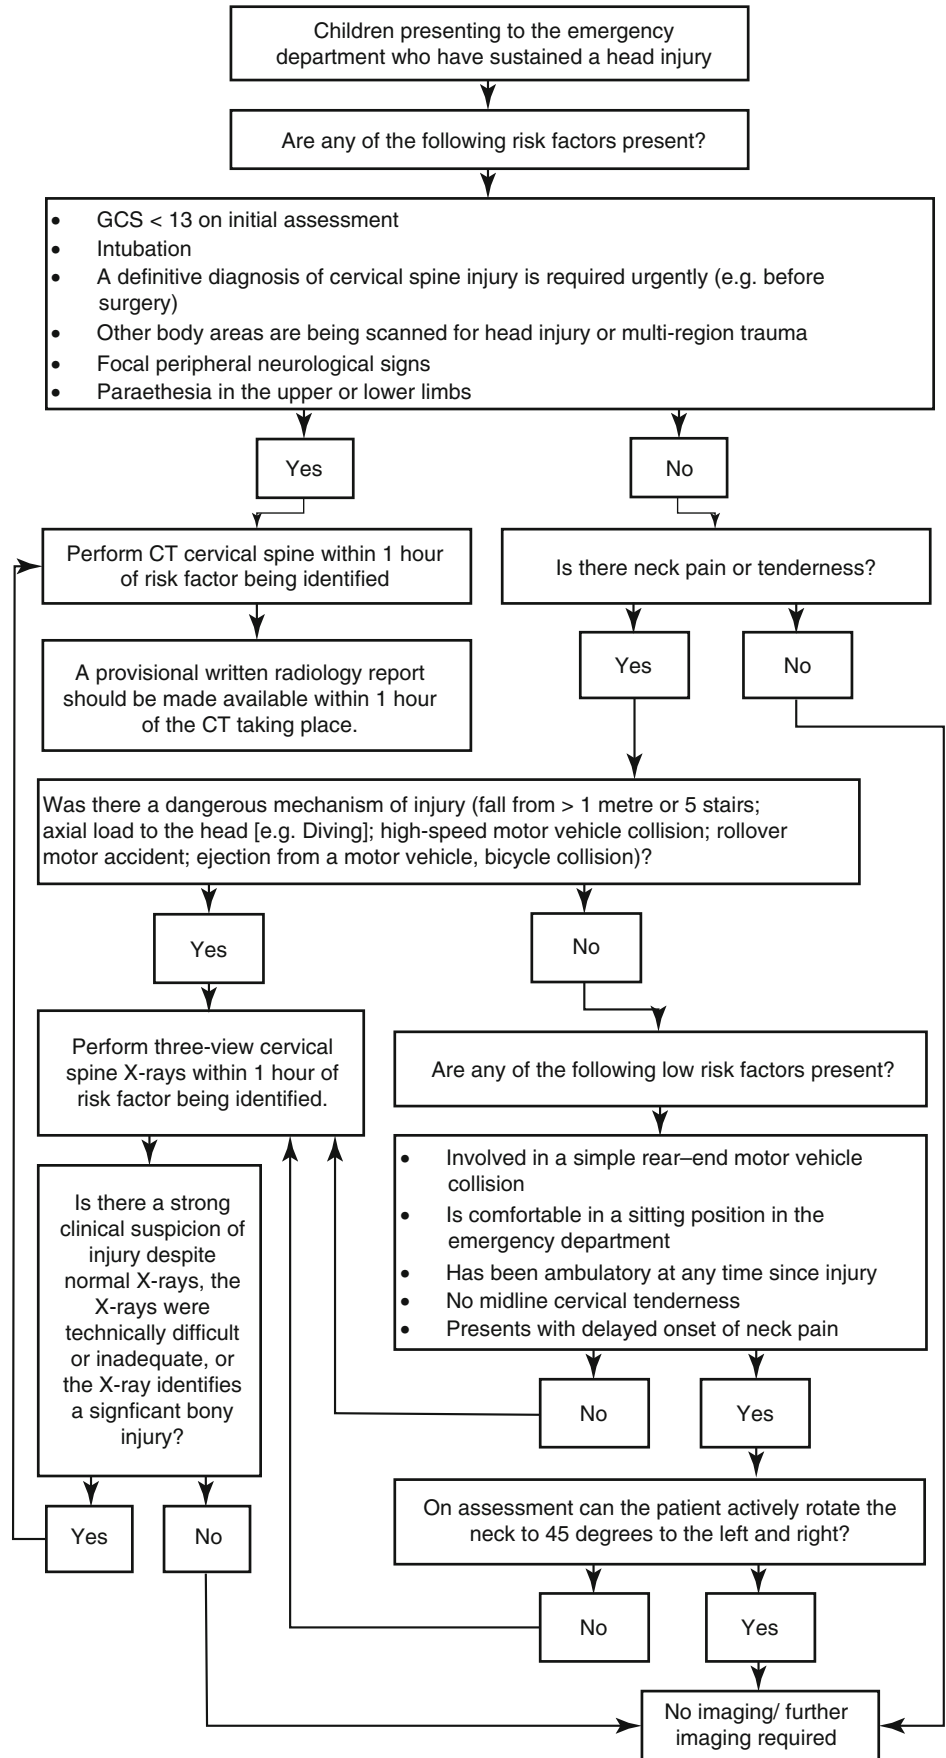 Children presenting to the emergency
department who have sustained a head injury
Are any of the following risk factors present?
• GCS < 13 on initial assessment
• Intubation
• A definitive diagnosis of cervical spine injury is required urgently (e.g. before
surgery)
• Other body areas are being scanned for head injury or multi-region trauma
• Focal peripheral neurological signs
• Paraethesia in the upper or lower limbs
Yes
No
Perform CT cervical spine within 1 hour
of risk factor being identified
Is there neck pain or tenderness?
A provisional written radiology report
should be made available within 1 hour
of the CT taking place.
Yes
No
Was there a dangerous mechanism of injury (fall from > 1 metre or 5 stairs;
axial load to the head [e.g. Diving]; high-speed motor vehicle collision; rollover
motor accident; ejection from a motor vehicle, bicycle collision)?
Yes
No
Perform three-view cervical
spine X-rays within 1 hour of
risk factor being identified.
Are any of the following low risk factors present?
• Involved in a simple rear–end motor vehicle
collision
• Is comfortable in a sitting position in the
emergency department
• Has been ambulatory at any time since injury
• No midline cervical tenderness
• Presents with delayed onset of neck pain
Is there a strong
clinical suspicion of
injury despite
normal X-rays, the
X-rays were
technically difficult
or inadequate, or
the X-ray identifies
a signficant bony
injury?
No
Yes
On assessment can the patient actively rotate the
neck to 45 degrees to the left and right?
Yes
No
No
Yes
No imaging/ further
imaging required